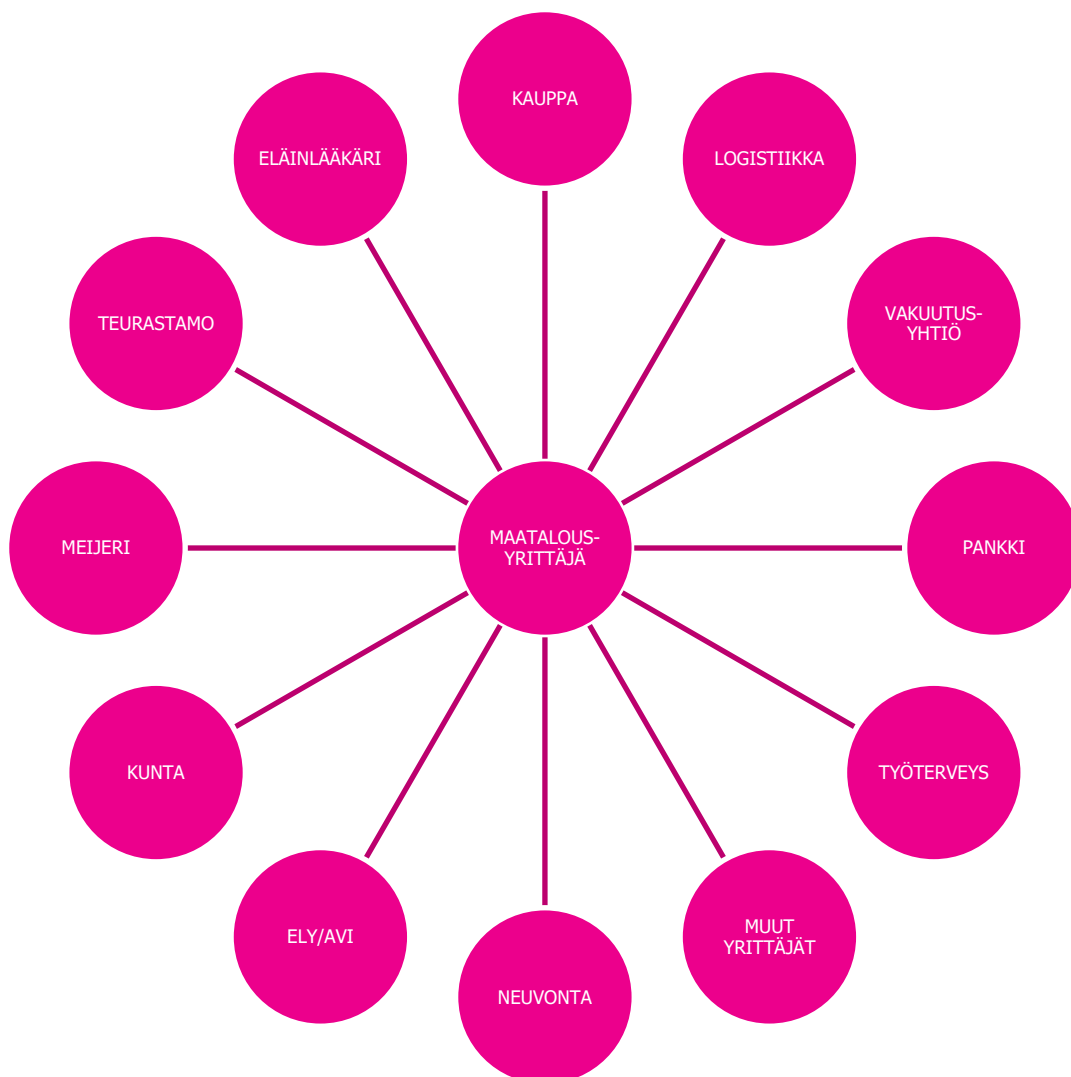 KAUPPA
LOGISTIIKKA
ELÄINLÄÄKÄRI
VAKUUTUS-
YHTIÖ
TEURASTAMO
MAATALOUS-
YRITTÄJÄ
MEIJERI
PANKKI
KUNTA
TYÖTERVEYS
ELY/AVI
MUUT
YRITTÄJÄT
NEUVONTA